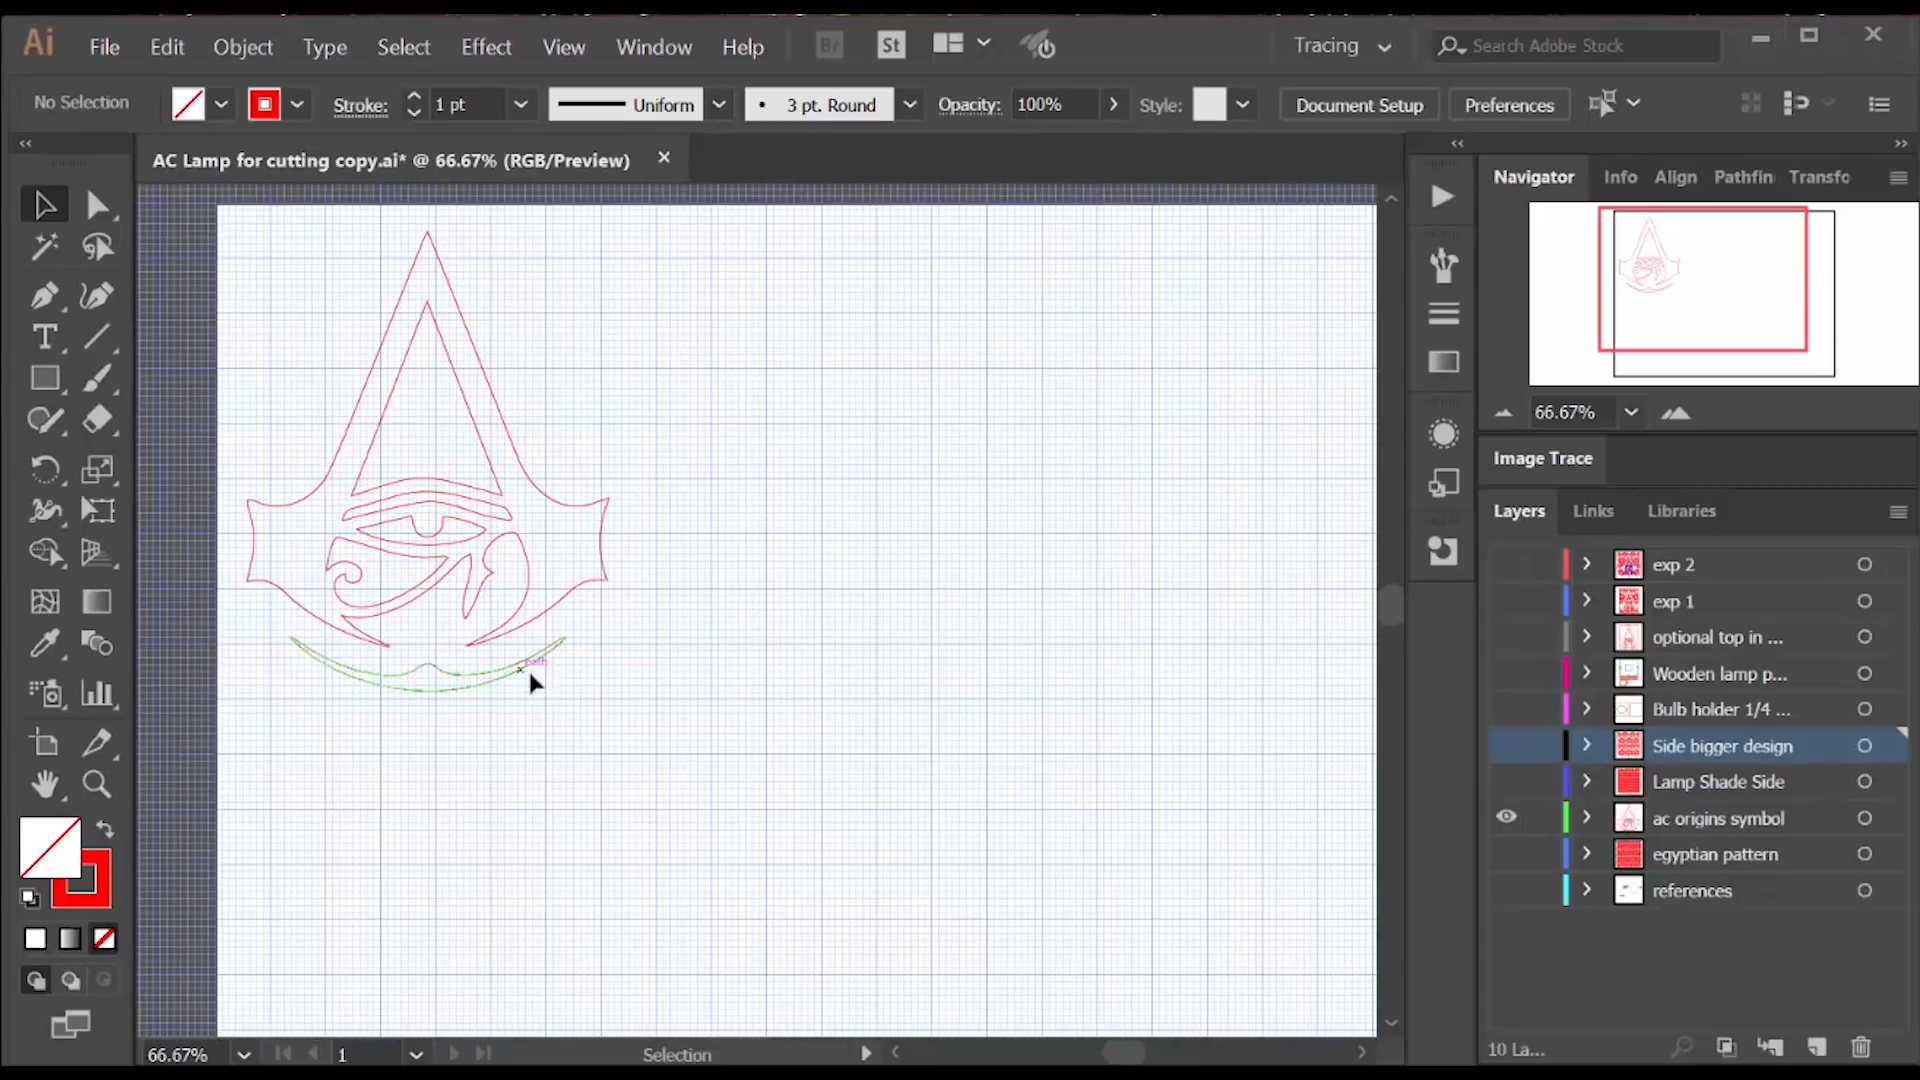 Ai File Edit Object Type Select Effect View Window Help Br St Tracing Search Adobe Stock
No Selection Stroke: 1 pt Uniform 3 pt. Round Opacity: 100% Style: Document Setup Preferences
AC Lamp for cutting copy.ai* @ 66.67% (RGB/Preview)
Navigator Info Align Pathfin Transfo
66.67%
Image Trace
Layers Links Libraries
exp 2
exp 1
optional top in ...
Wooden lamp p...
Bulb holder 1/4 ...
Side bigger design
Lamp Shade Side
ac origins symbol
egyptian pattern
references
path
66.67% 1 Selection
10 La...